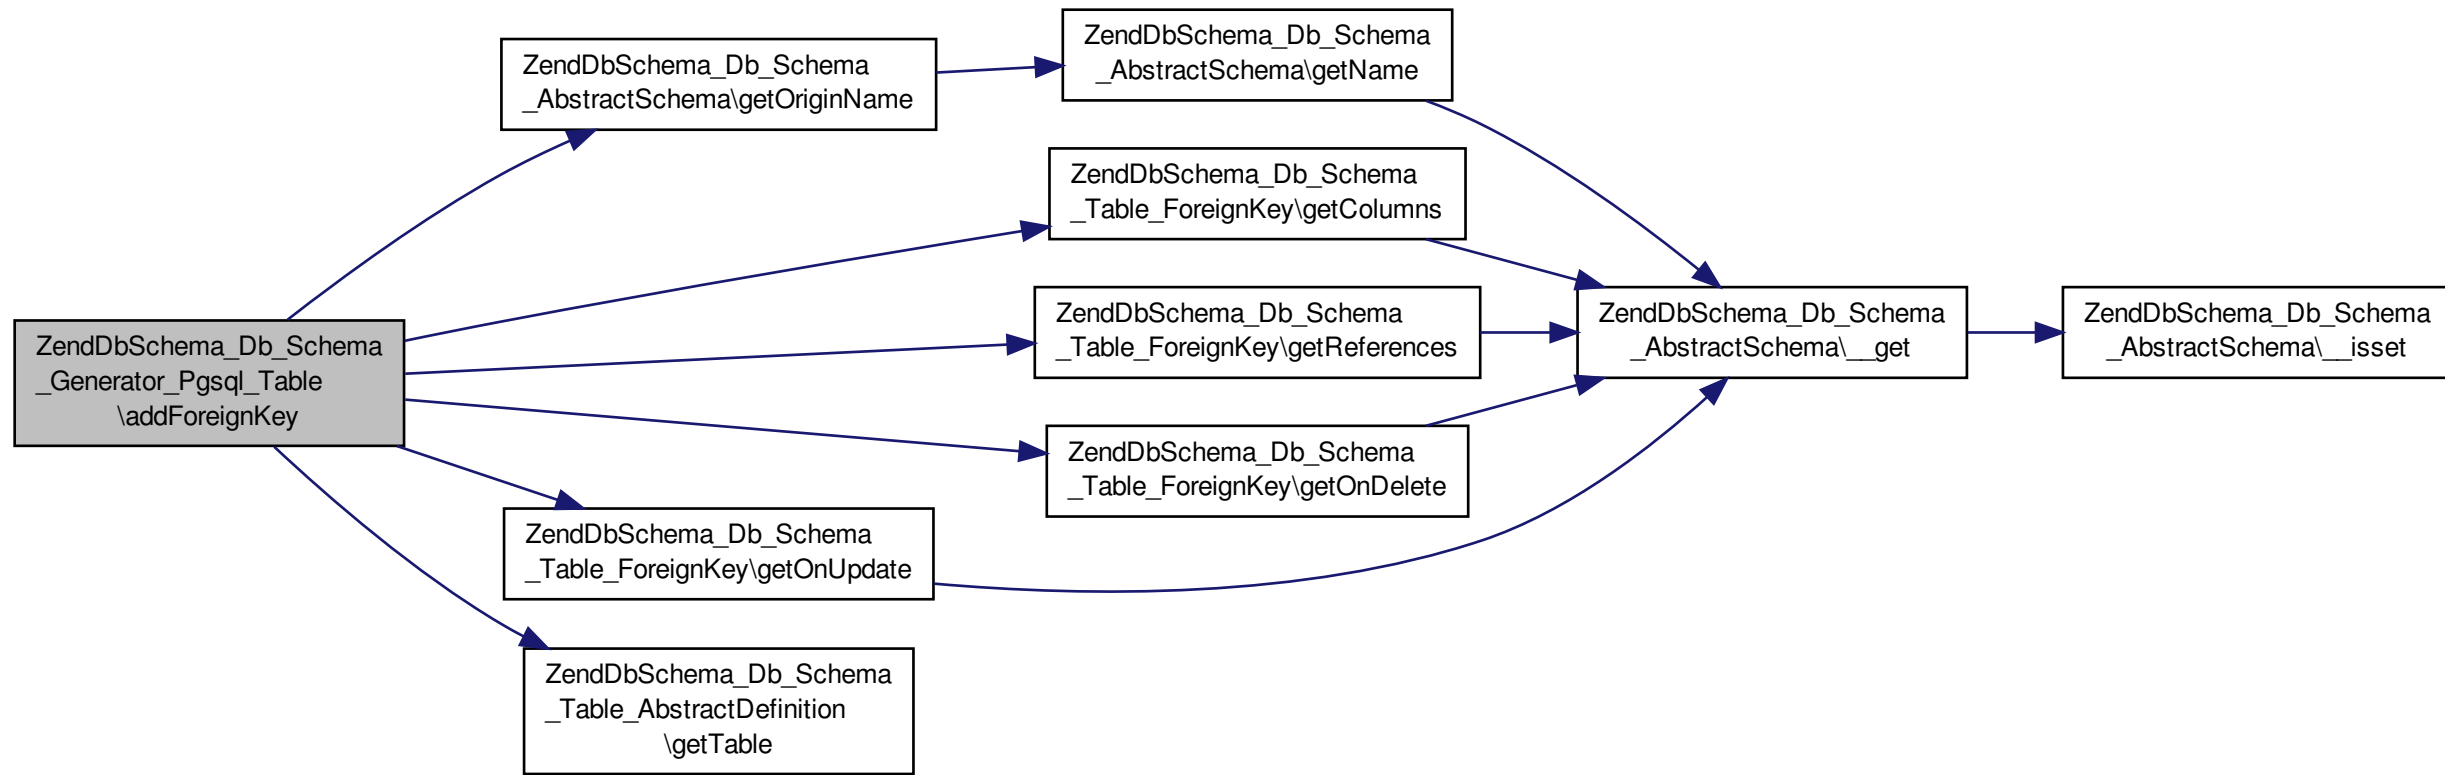 ZendDbSchema_Db_Schema
_AbstractSchema\getName
ZendDbSchema_Db_Schema
_AbstractSchema\getOriginName
ZendDbSchema_Db_Schema
_Table_ForeignKey\getColumns
ZendDbSchema_Db_Schema
_Generator_Pgsql_Table
\addForeignKey
ZendDbSchema_Db_Schema
_Table_ForeignKey\getReferences
ZendDbSchema_Db_Schema
_AbstractSchema\__get
ZendDbSchema_Db_Schema
_AbstractSchema\__isset
ZendDbSchema_Db_Schema
_Table_ForeignKey\getOnDelete
ZendDbSchema_Db_Schema
_Table_ForeignKey\getOnUpdate
ZendDbSchema_Db_Schema
_Table_AbstractDefinition
\getTable